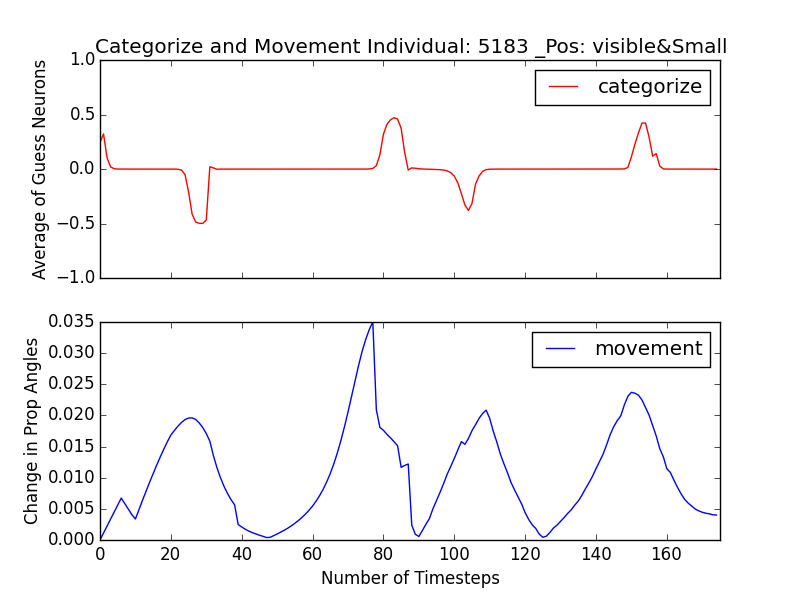 Categorize and Movement Individual: 5183 _Pos: visible&Small
1.0
0.5
0.0
−0.5
−1.0
Average of Guess Neurons
categorize
0.035
0.030
0.025
0.020
0.015
0.010
0.005
0.000
Change in Prop Angles
movement
0 20 40 60 80 100 120 140 160
Number of Timesteps